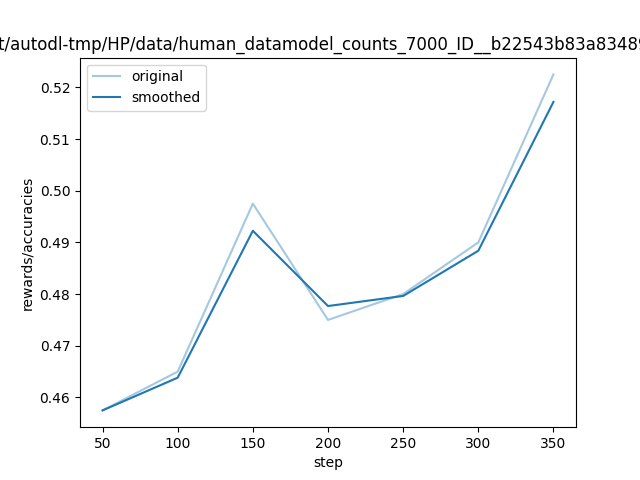 t/autodl-tmp/HP/data/human_datamodel_counts_7000_ID__b22543b83a8348
original
smoothed
0.52
0.51
0.50
0.49
0.48
0.47
0.46
rewards/accuracies
50 100 150 200 250 300 350
step